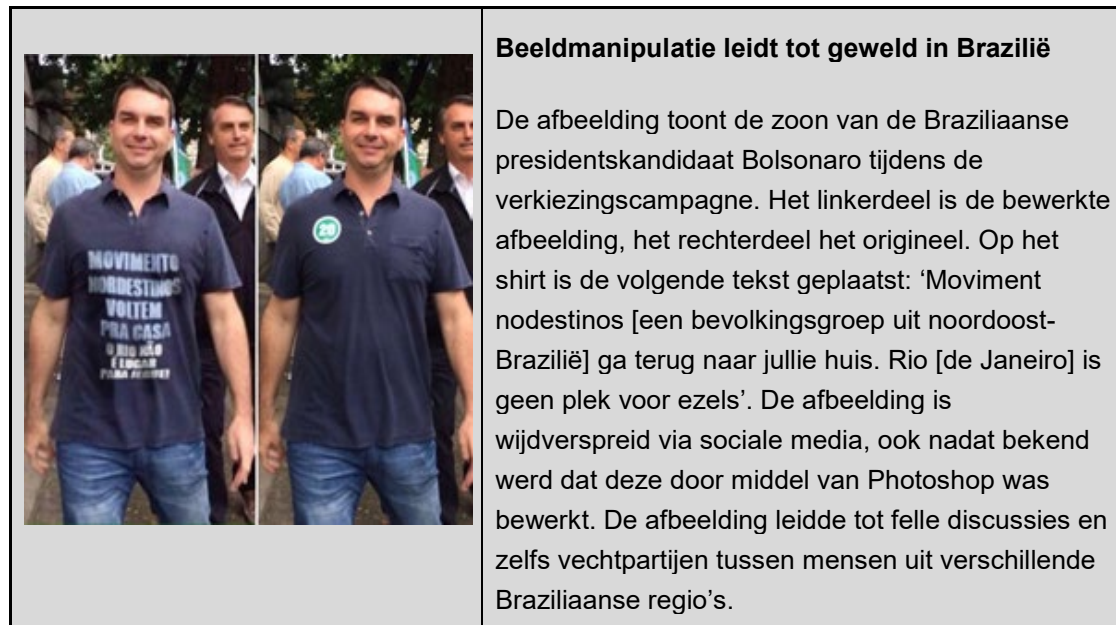 MOVIMENTO
NORDESTINOS
VOLTEM
PRA CASA
O RIO NÃO
É LUGAR
PARA JEGUE!
20
Beeldmanipulatie leidt tot geweld in Brazilië
De afbeelding toont de zoon van de Braziliaanse
presidentskandidaat Bolsonaro tijdens de
verkiezingscampagne. Het linkerdeel is de bewerkte
afbeelding, het rechterdeel het origineel. Op het
shirt is de volgende tekst geplaatst: ‘Moviment
nodestinos [een bevolkingsgroep uit noordoost-
Brazilië] ga terug naar jullie huis. Rio [de Janeiro] is
geen plek voor ezels’. De afbeelding is
wijdverspreid via sociale media, ook nadat bekend
werd dat deze door middel van Photoshop was
bewerkt. De afbeelding leidde tot felle discussies en
zelfs vechtpartijen tussen mensen uit verschillende
Braziliaanse regio’s.